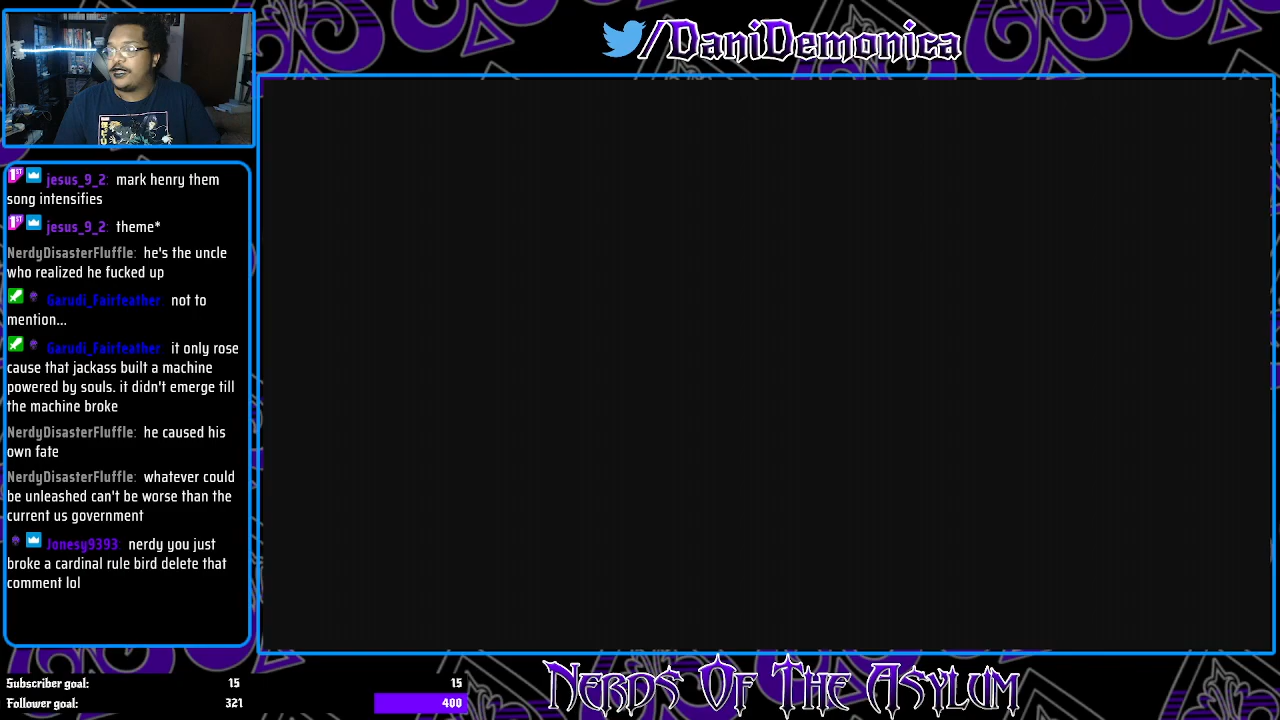 /DaniDemonica
jesus_9_2: mark henry them
song intensifies
jesus_9_2: theme*
NerdyDisasterFluffle: he's the uncle
who realized he fucked up
Garudi_Fairfeather: not to
mention...
Garudi_Fairfeather: it only rose
cause that jackass built a machine
powered by souls. it didn't emerge till
the machine broke
NerdyDisasterFluffle: he caused his
own fate
NerdyDisasterFluffle: whatever could
be unleashed can't be worse than the
current us government
Jonesy9393: nerdy you just
broke a cardinal rule bird delete that
comment lol
Subscriber goal: 15 15
Follower goal: 321 400
Nerds Of The Asylum